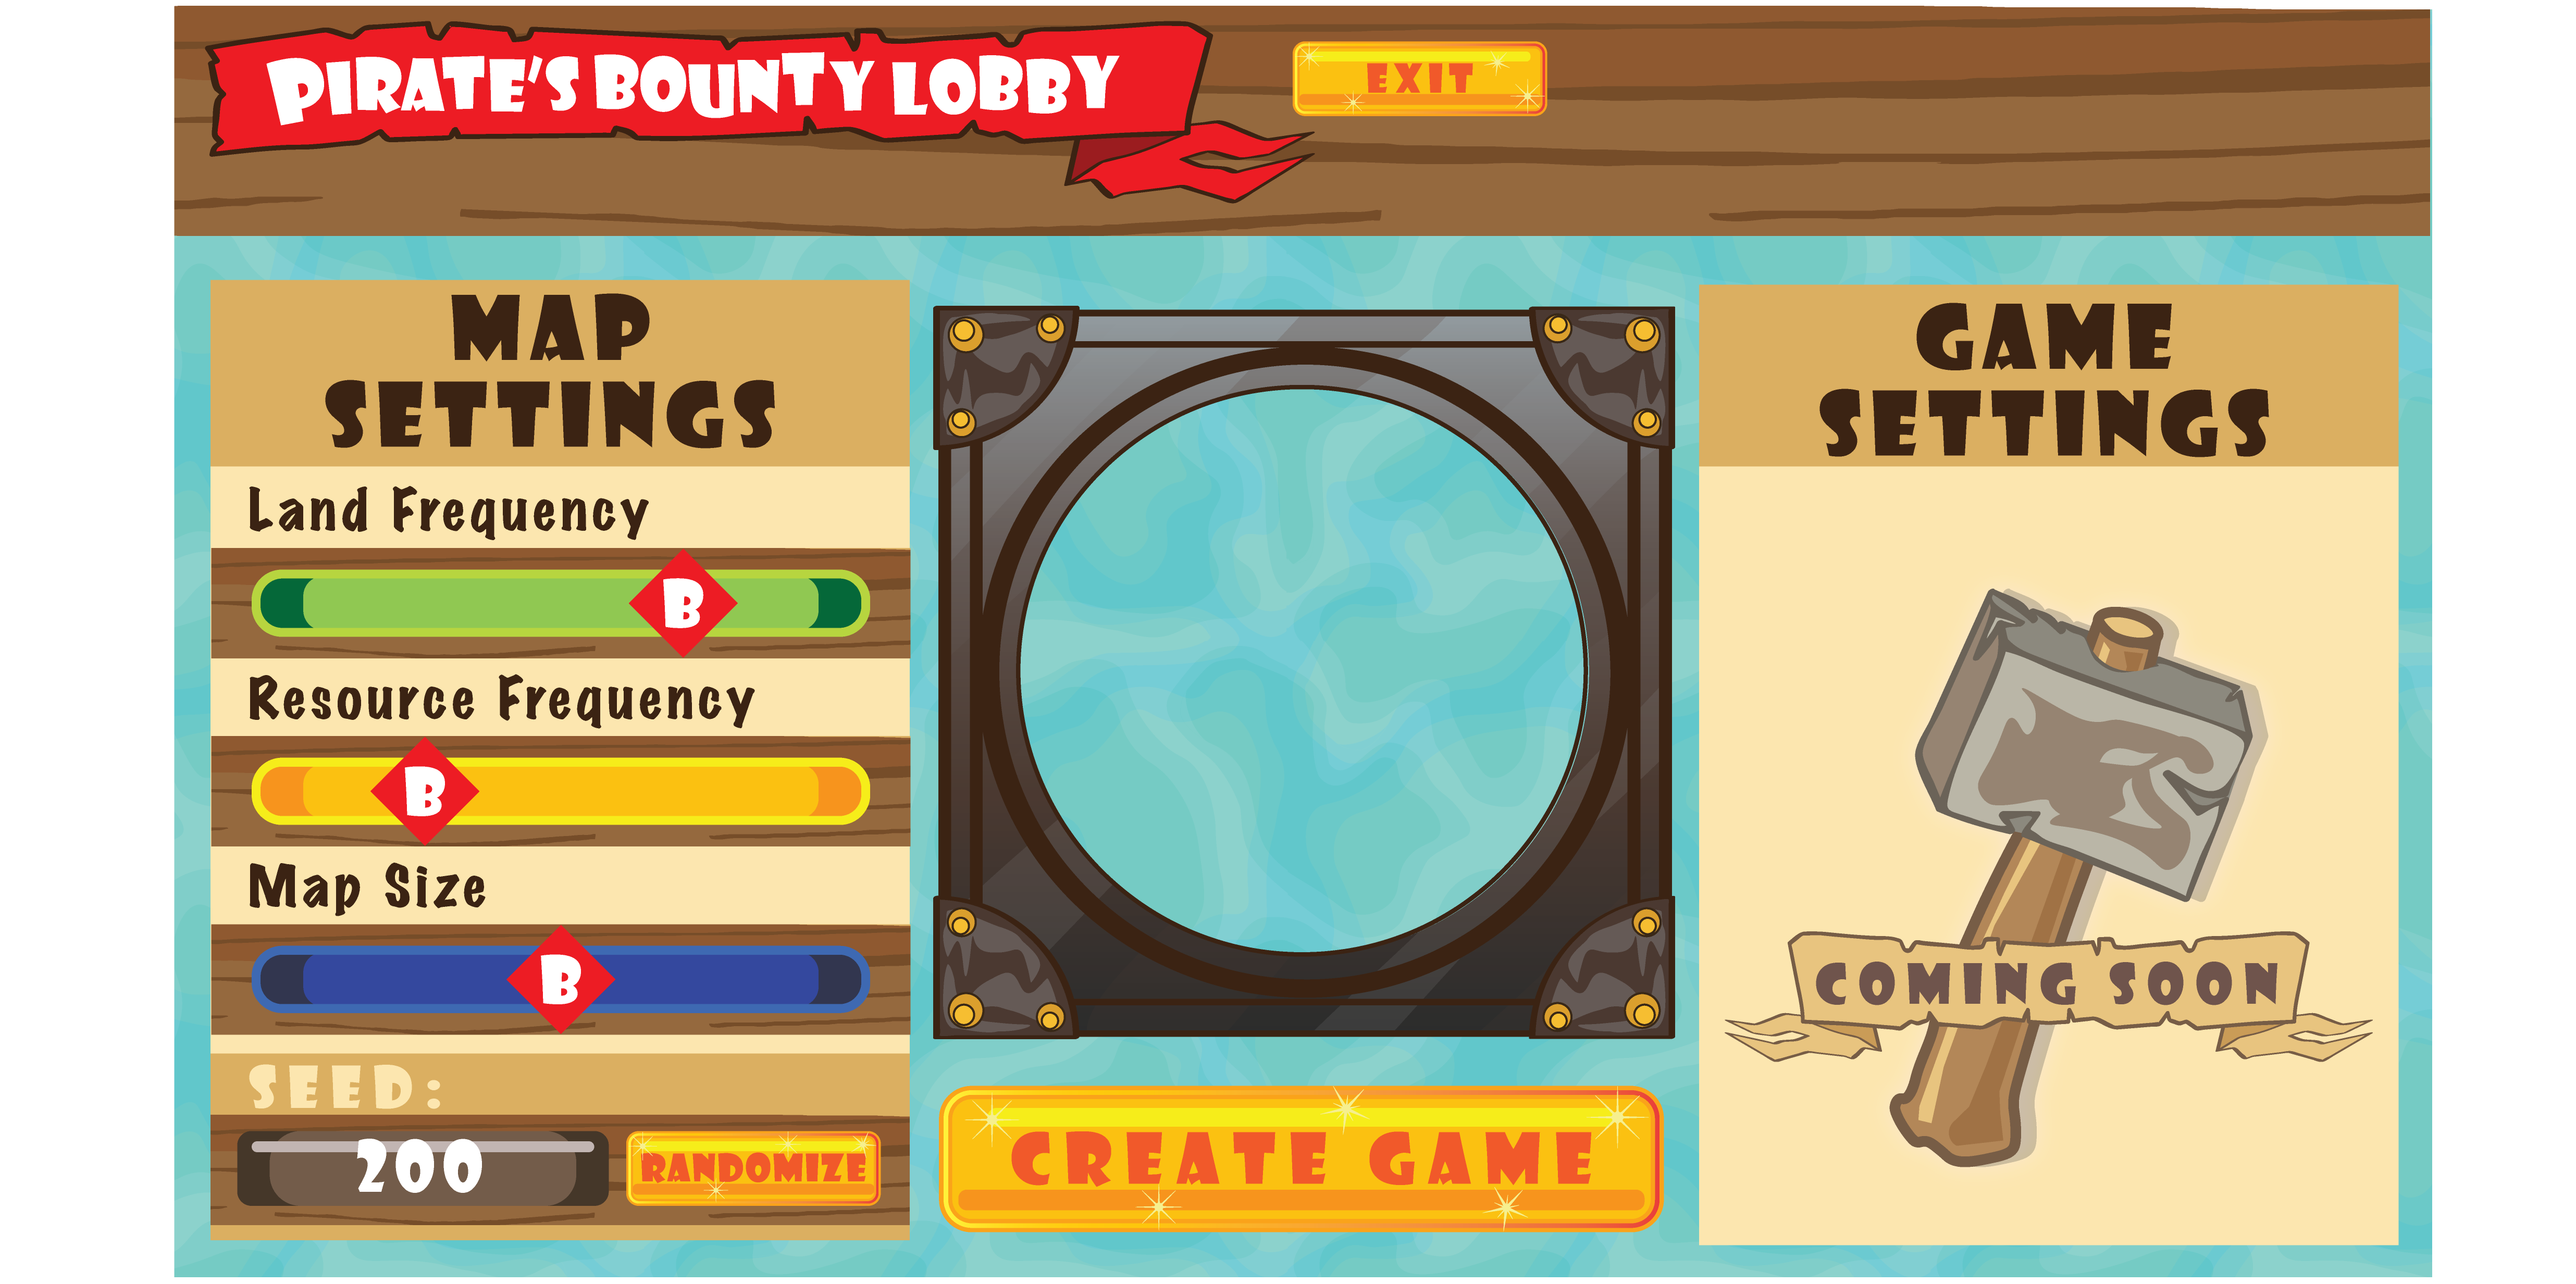 PIRATE'S BOUNTY LOBBY
EXIT
MAP
SETTINGS
Land Frequency
B
Resource Frequency
B
Map Size
B
SEED:
200
RANDOMIZE
CREATE GAME
GAME
SETTINGS
COMING SOON